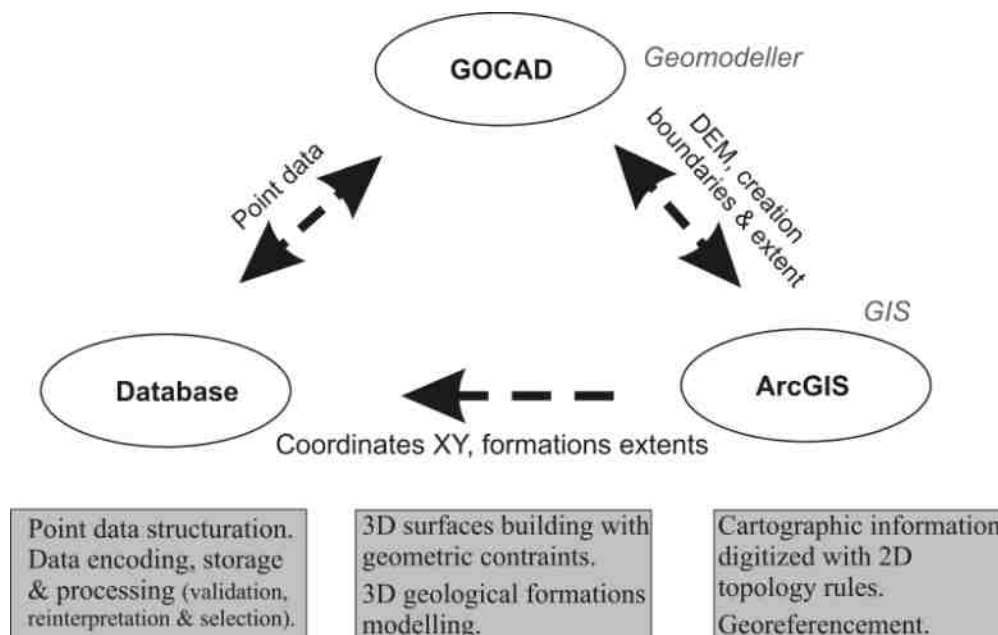 GOCAD
Geomodeller
Point data
DEM, creation
boundaries & extent
GIS
Database
ArcGIS
Coordinates XY, formations extents
Point data structuration.
Data encoding, storage
& processing (validation,
reinterpretation & selection).
3D surfaces building with
geometric contraints.
3D geological formations
modelling.
Cartographic information
digitized with 2D
topology rules.
Georeferencement.